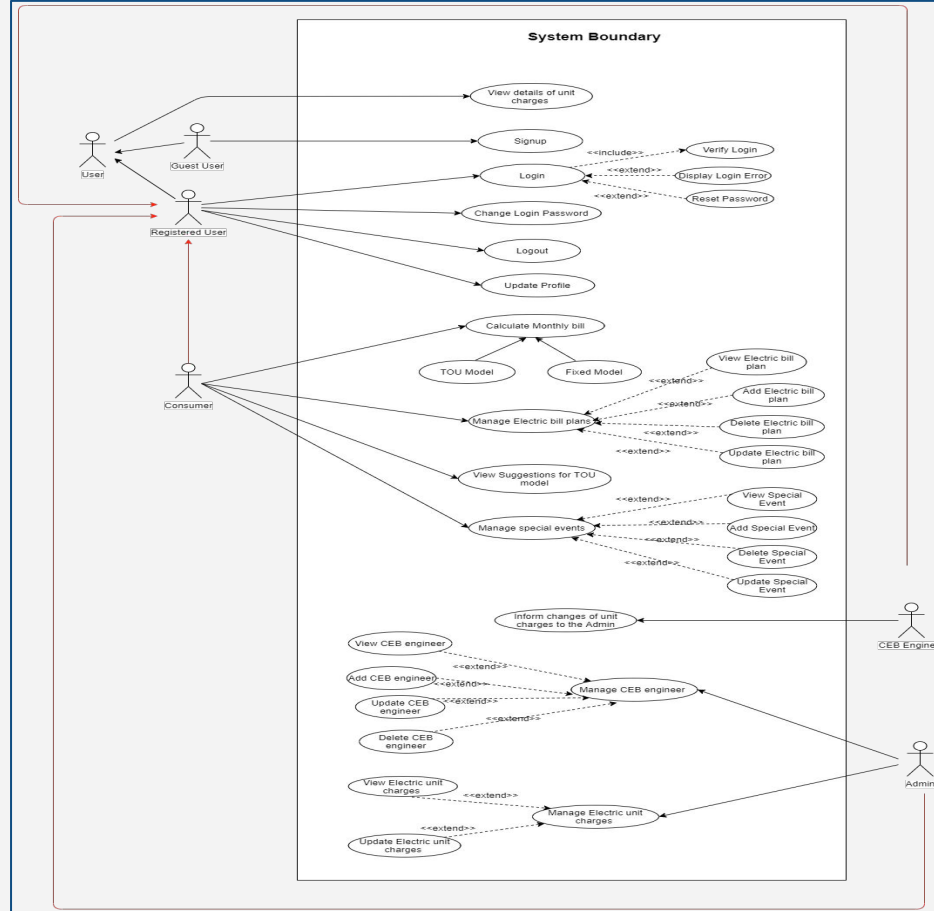 System Boundary
View details of unit
charges
User
Guest User
Signup
<<include>>
Verify Login
Login
<<extend>>
Display Login Error
<<extend>>
Reset Password
Registered User
Change Login Password
Logout
Update Profile
Calculate Monthly bill
TOU Model
Fixed Model
Consumer
View Electric bill
plan
<<extend>>
Add Electric bill
plan
<<extend>>
Manage Electric bill plans
<<extend>>
Delete Electric bill
plan
<<extend>>
Update Electric bill
plan
View Suggestions for TOU
model
View Special
Event
<<extend>>
Manage special events
<<extend>>
Add Special Event
<<extend>>
Delete Special
Event
<<extend>>
Update Special
Event
Inform changes of unit
charges to the Admin
CEB Engine
View CEB engineer
<<extend>>
Add CEB engineer
<<extend>>
Manage CEB engineer
Update CEB
engineer
<<extend>>
<<extend>>
Delete CEB
engineer
Admin
View Electric unit
charges
<<extend>>
Manage Electric unit
charges
<<extend>>
Update Electric unit
charges